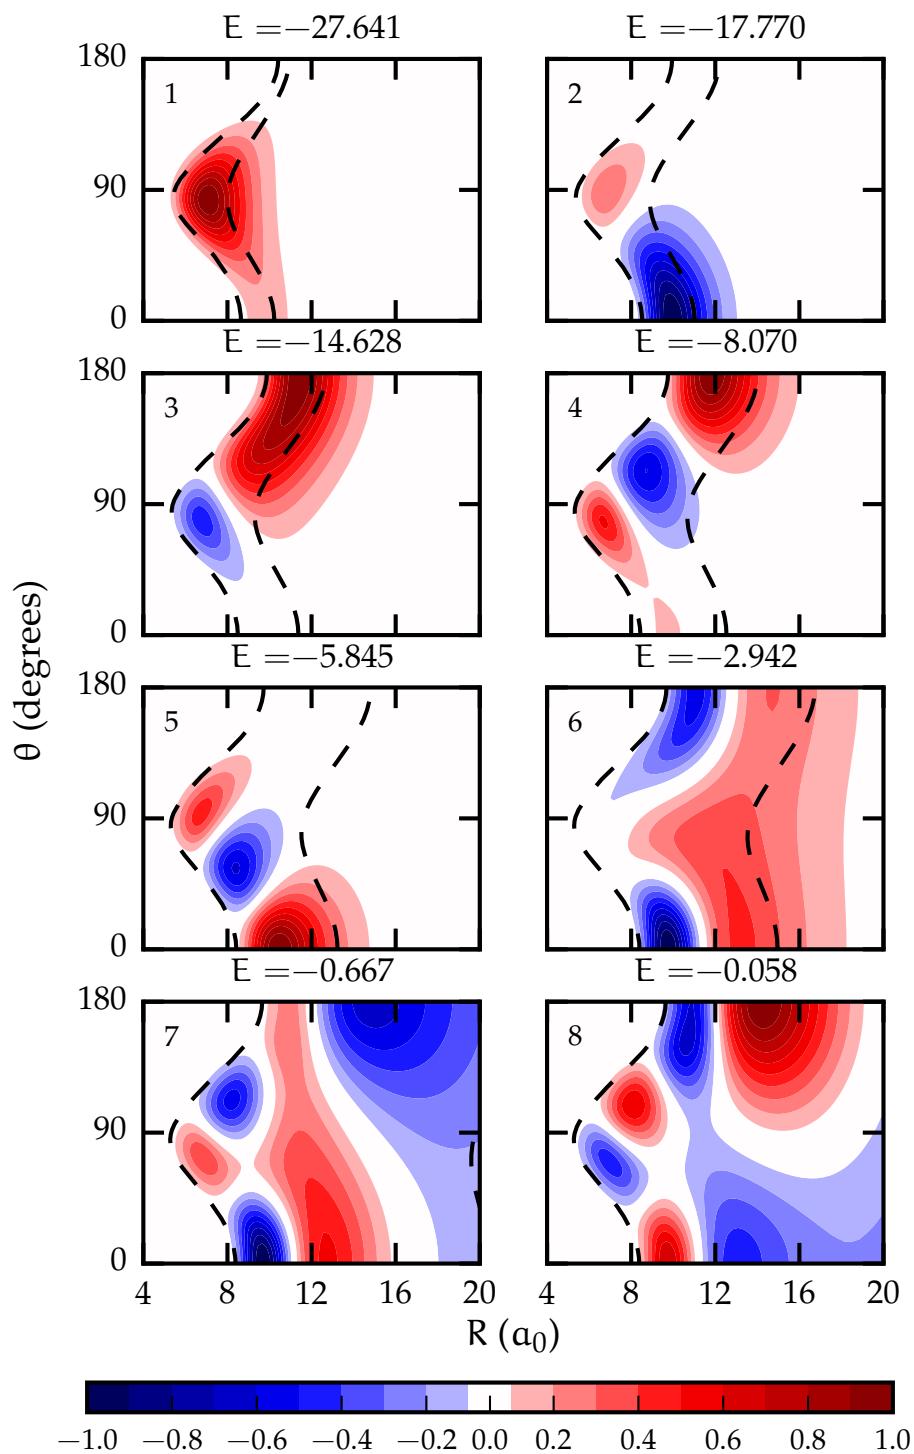 E =−27.641
E =−17.770
180
90
0
1
2
E =−14.628
E =−8.070
180
90
0
3
4
E =−5.845
E =−2.942
180
90
0
5
6
E =−0.667
E =−0.058
180
90
0
7
8
θ (degrees)
4 8 12 16 20 4 8 12 16 20
R (a₀)
−1.0 −0.8 −0.6 −0.4 −0.2 0.0 0.2 0.4 0.6 0.8 1.0